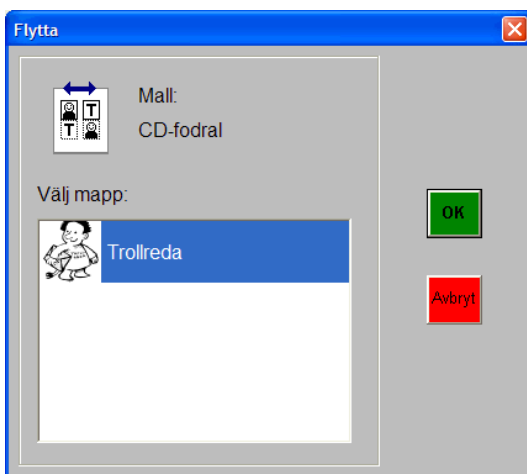 Flytta
T
T
Mall:
CD-fodral
Välj mapp:
Trollreda
OK
Avbryt